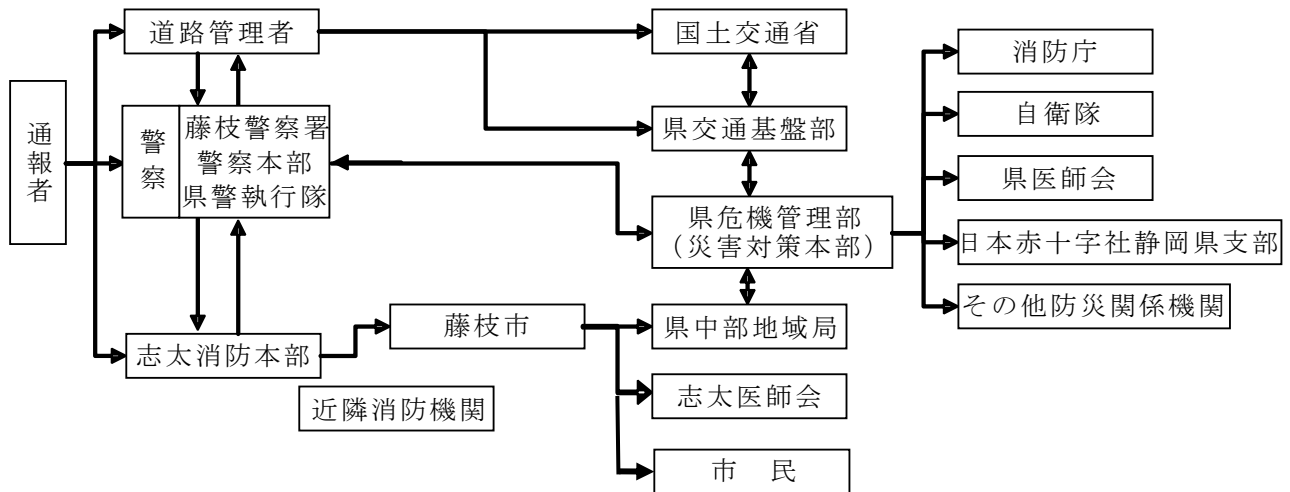 通報者
道路管理者
警察
藤枝警察署
警察本部
県警執行隊
志太消防本部
近隣消防機関
藤枝市
国土交通省
県交通基盤部
県危機管理部
(災害対策本部)
県中部地域局
志太医師会
市　民
消防庁
自衛隊
県医師会
日本赤十字社静岡県支部
その他防災関係機関